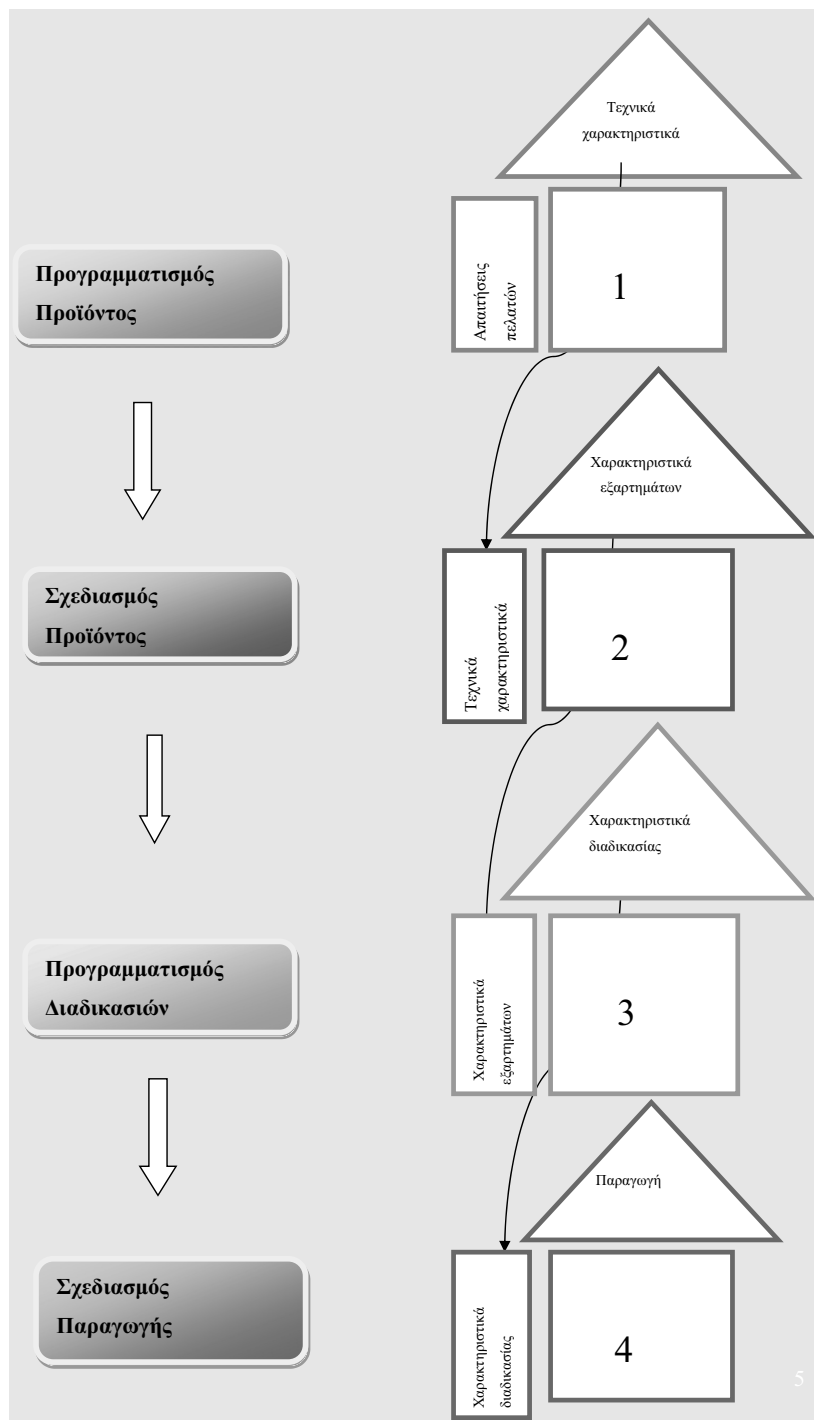 Τεχνικά
χαρακτηριστικά
Προγραμματισμός
Προϊόντος
Απαιτήσεις
πελατών
1
Χαρακτηριστικά
εξαρτημάτων
Σχεδιασμός
Προϊόντος
Τεχνικά
χαρακτηριστικά
2
Χαρακτηριστικά
διαδικασίας
Προγραμματισμός
Διαδικασιών
Χαρακτηριστικά
εξαρτημάτων
3
Παραγωγή
Σχεδιασμός
Παραγωγής
Χαρακτηριστικά
διαδικασίας
4
5